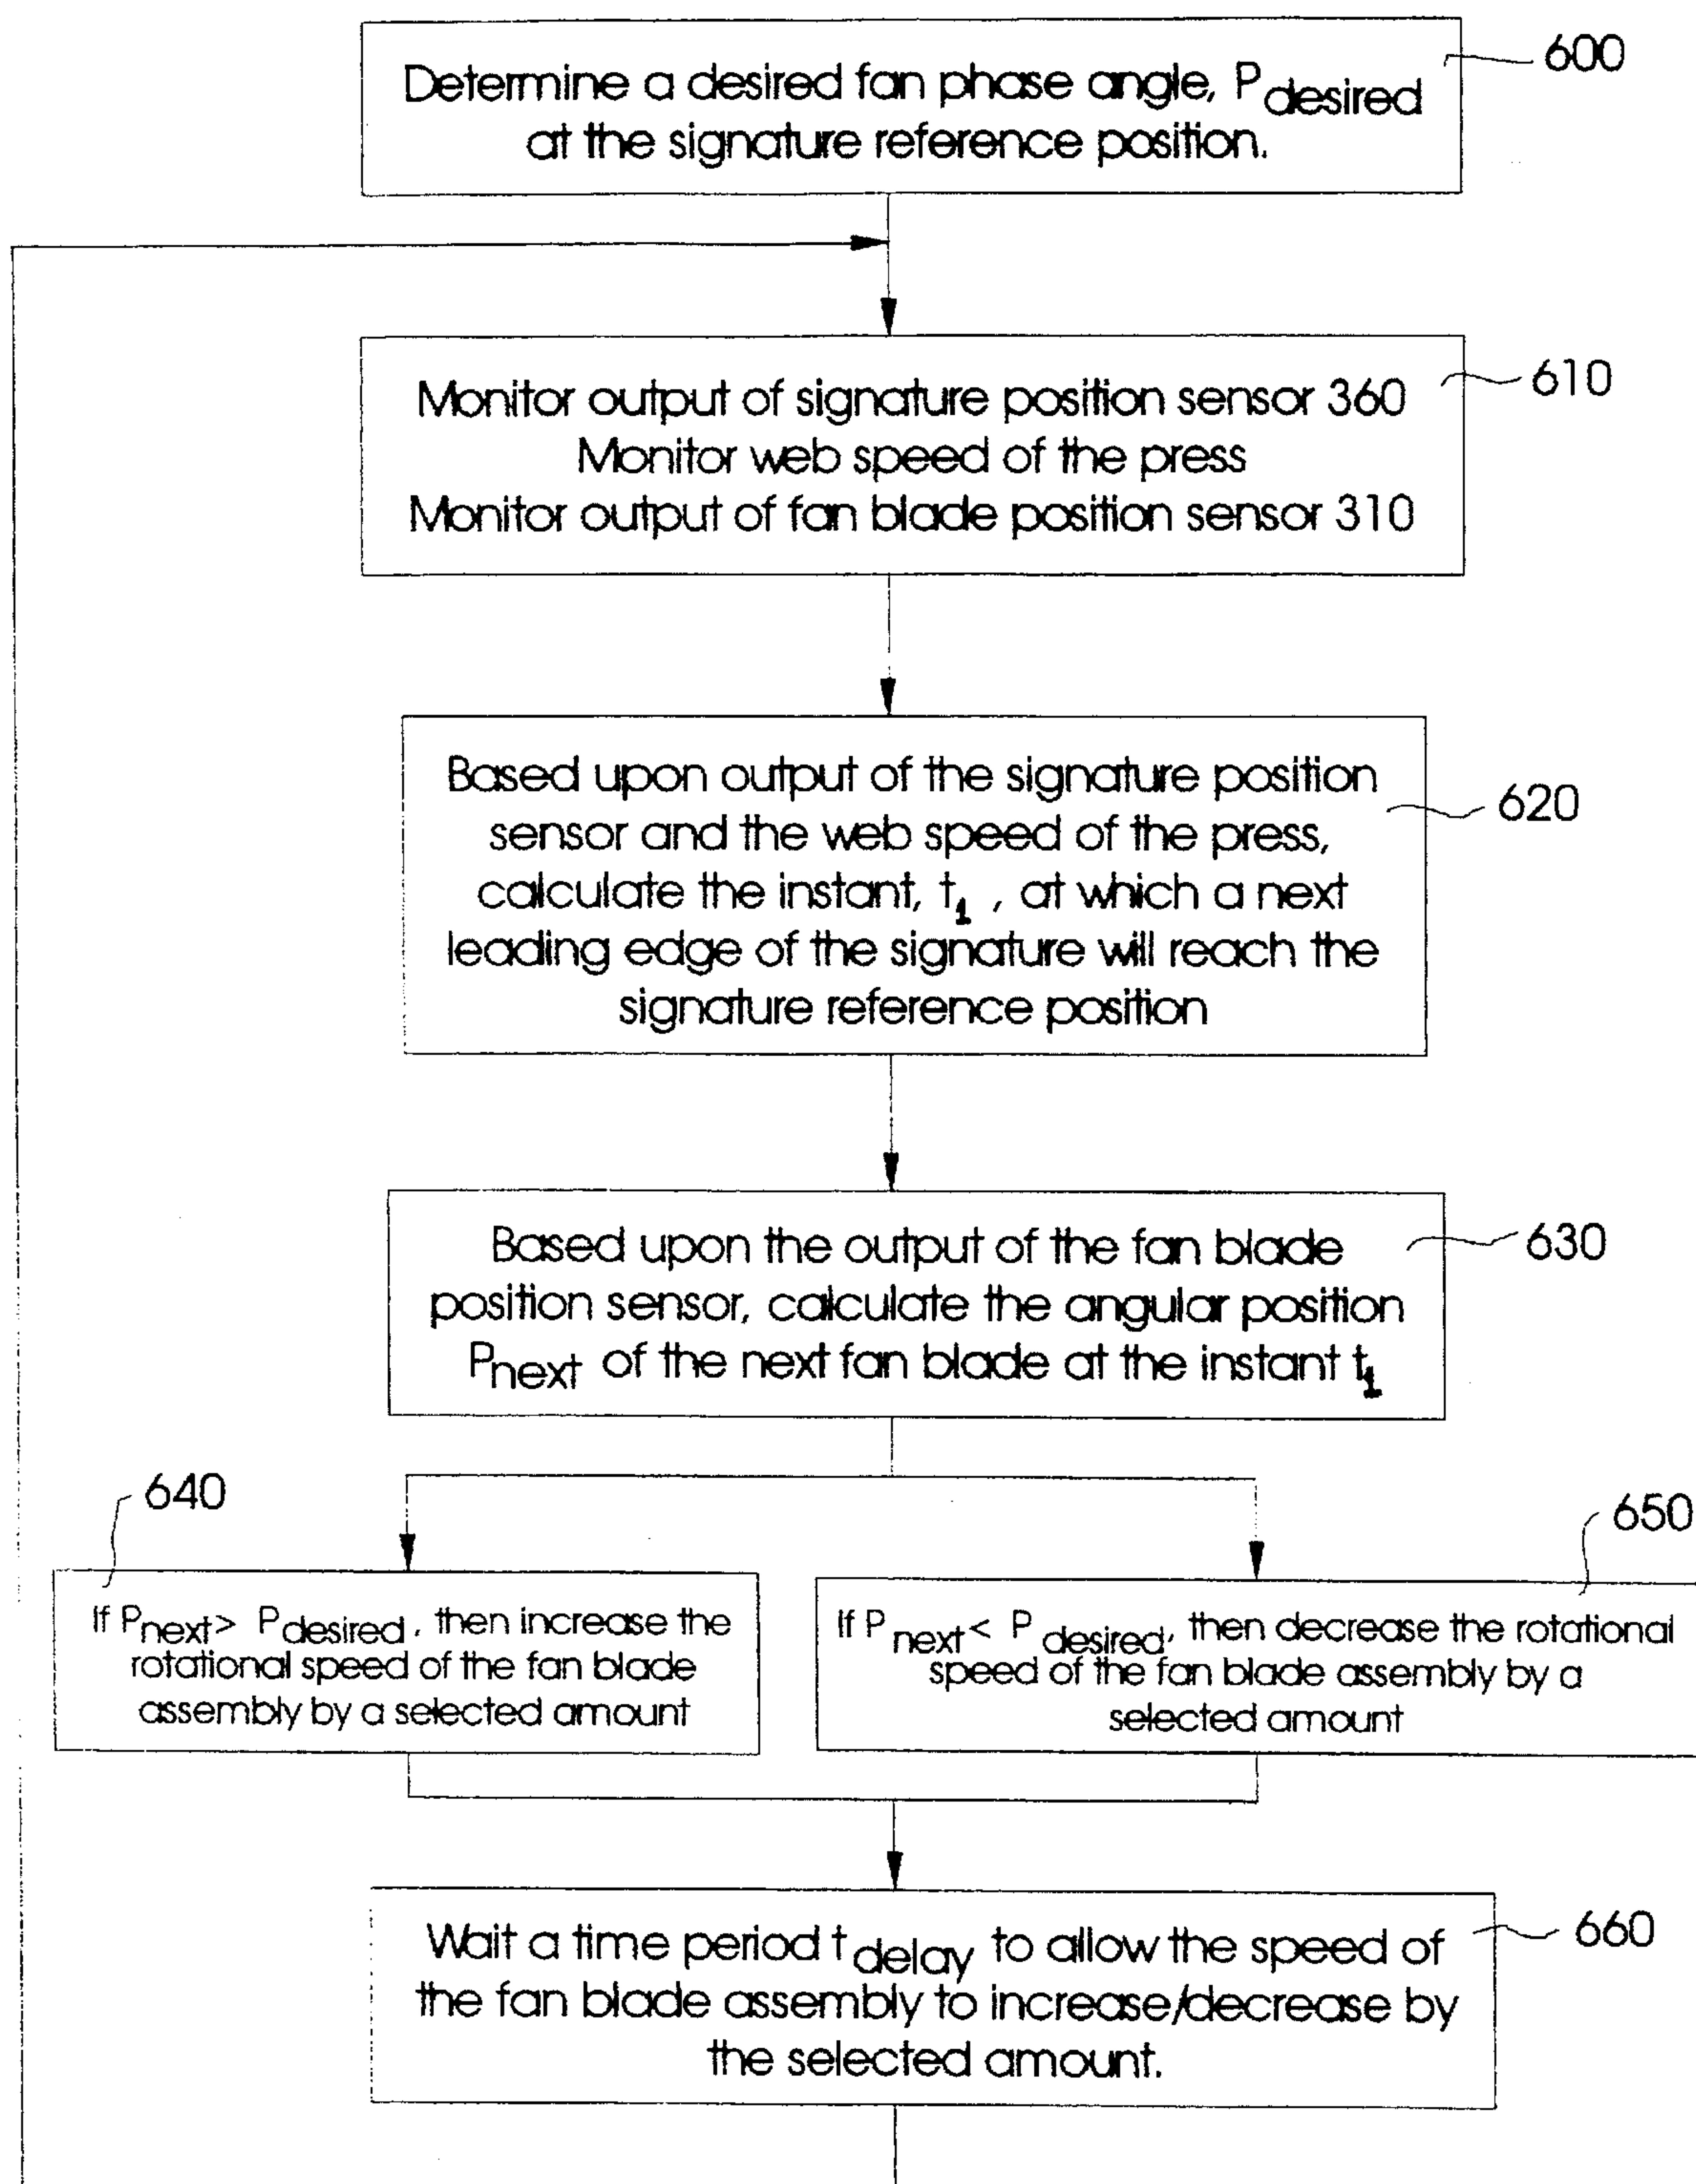 Determine a desired fan phase angle, P desired
at the signature reference position.
600
Monitor output of signature position sensor 360
Monitor web speed of the press
Monitor output of fan blade position sensor 310
610
Based upon output of the signature position
sensor and the web speed of the press,
calculate the instant, t1 , at which a next
leading edge of the signature will reach the
signature reference position
620
Based upon the output of the fan blade
position sensor, calculate the angular position
Pnext of the next fan blade at the instant t1
630
640
If Pnext > P desired, then increase the
rotational speed of the fan blade
assembly by a selected amount
650
If P next < P desired, then decrease the rotational
speed of the fan blade assembly by a
selected amount
Wait a time period t delay to allow the speed of
the fan blade assembly to increase/decrease by
the selected amount.
660